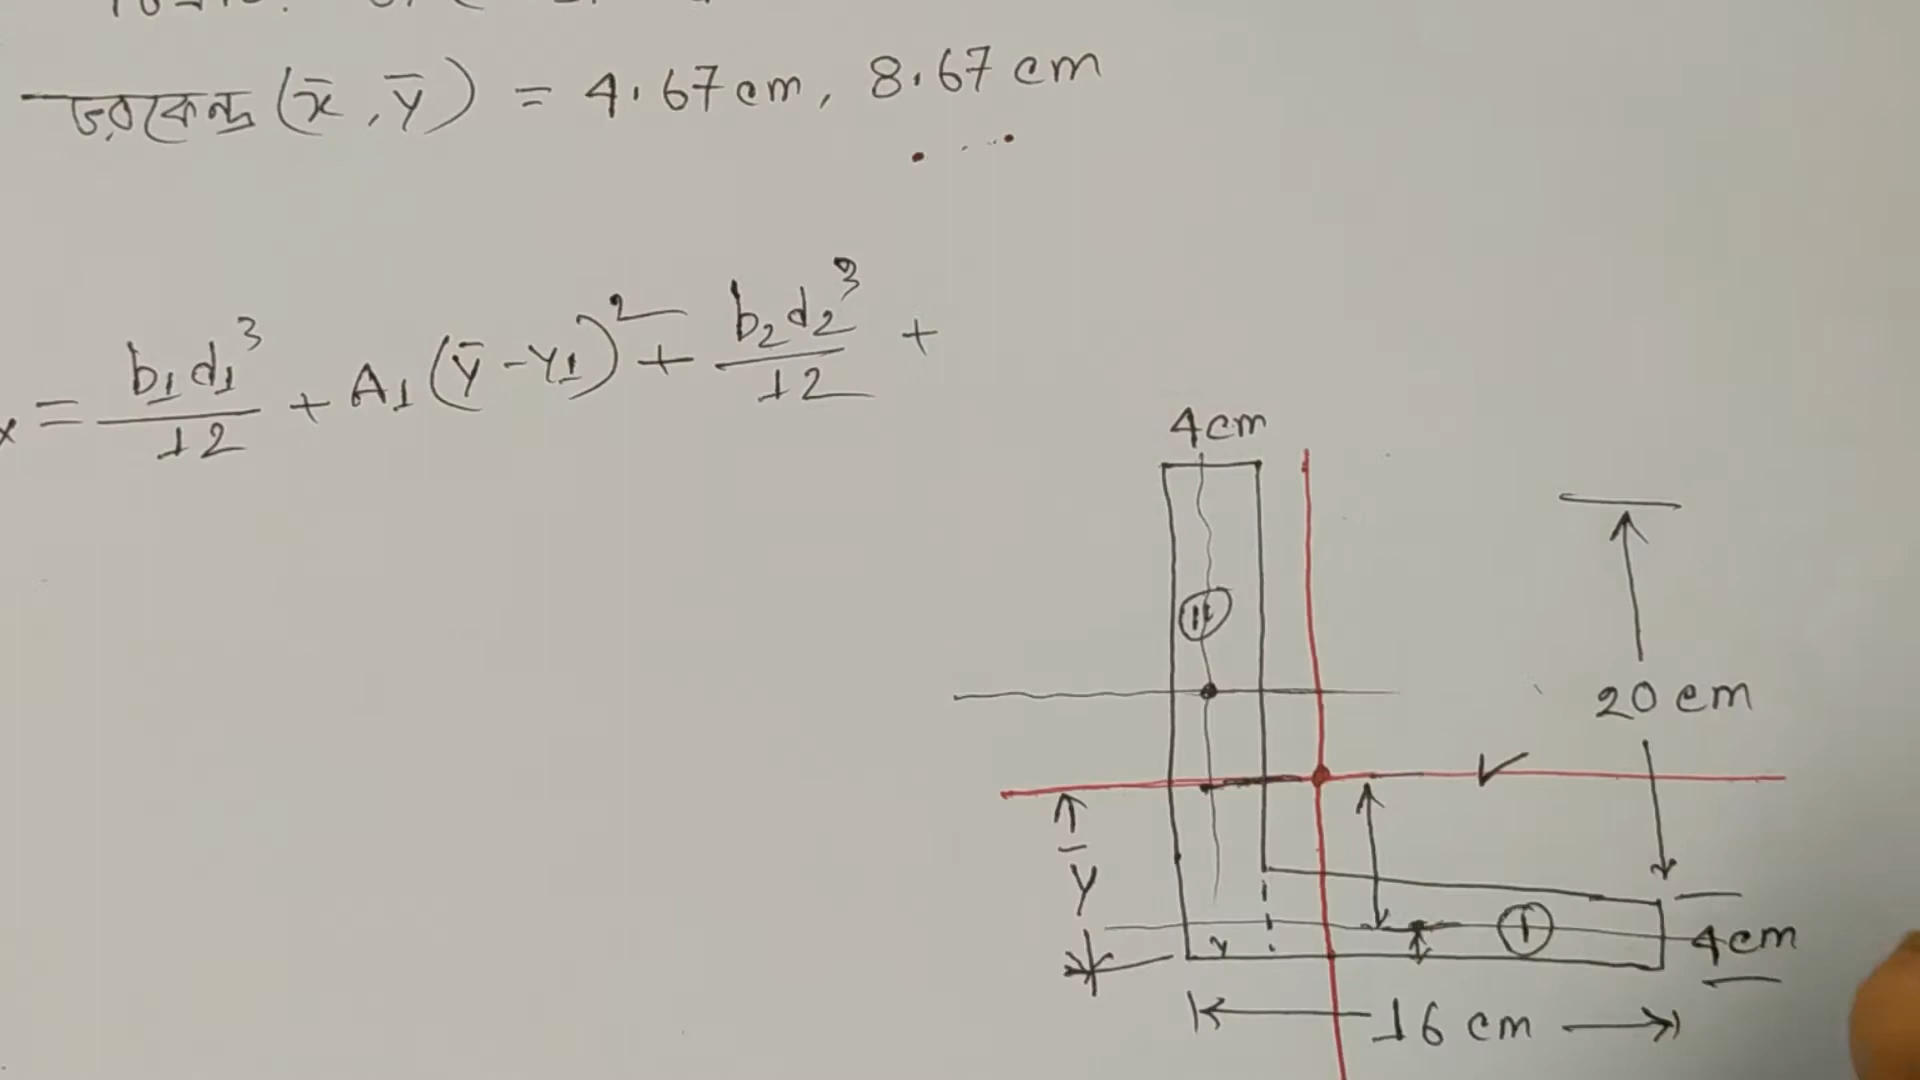 ভরকেন্দ্র (x̄, ȳ) = 4.67 cm, 8.67 cm
x = b₁d₁³/12 + A₁(ȳ - y₁)² + b₂d₂³/12 +
4cm
II
20 cm
ȳ
I
4cm
16 cm